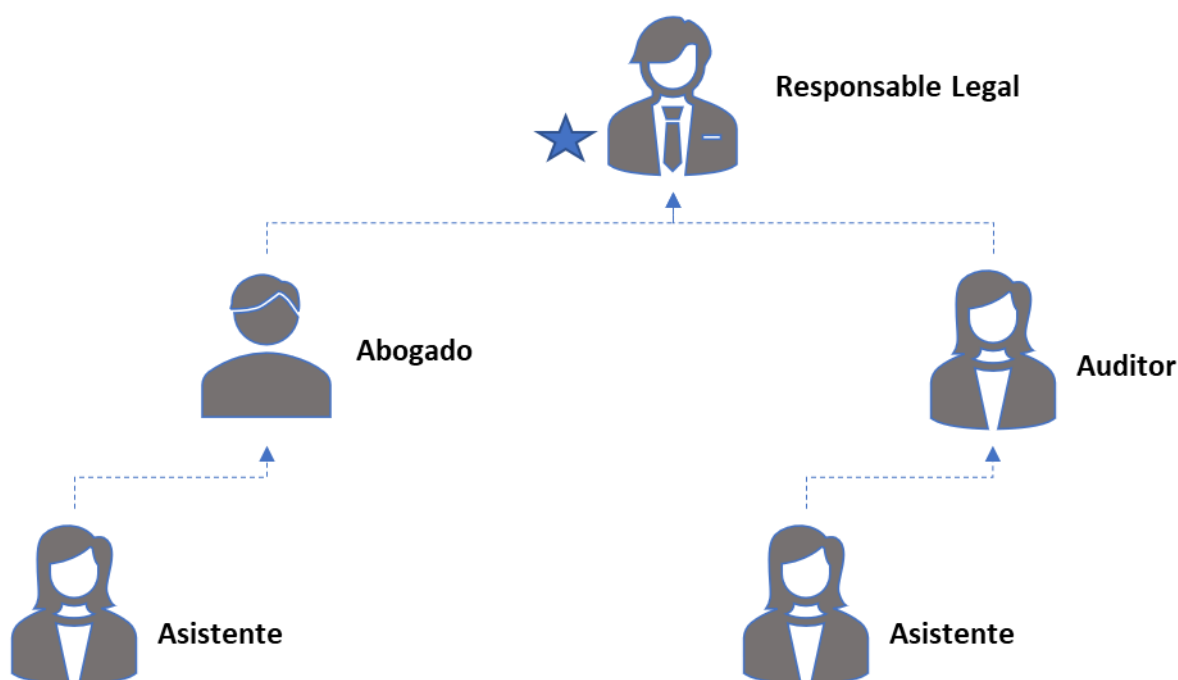 Responsable Legal
Abogado
Auditor
Asistente
Asistente